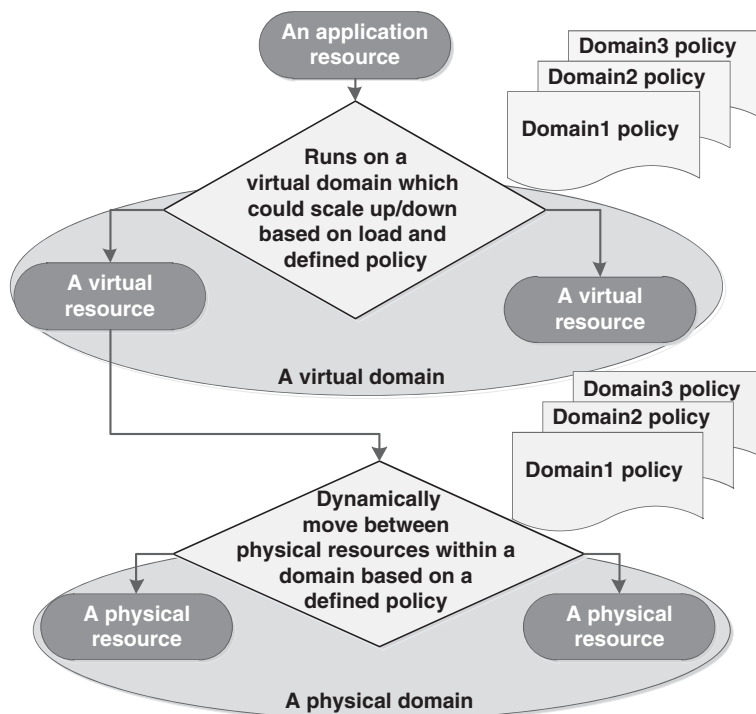 An application
resource
Domain3 policy
Domain2 policy
Domain1 policy
Runs on a
virtual domain which
could scale up/down
based on load and
defined policy
A virtual
resource
A virtual
resource
A virtual domain
Domain3 policy
Domain2 policy
Domain1 policy
Dynamically
move between
physical resources within a
domain based on a
defined policy
A physical
resource
A physical
resource
A physical domain